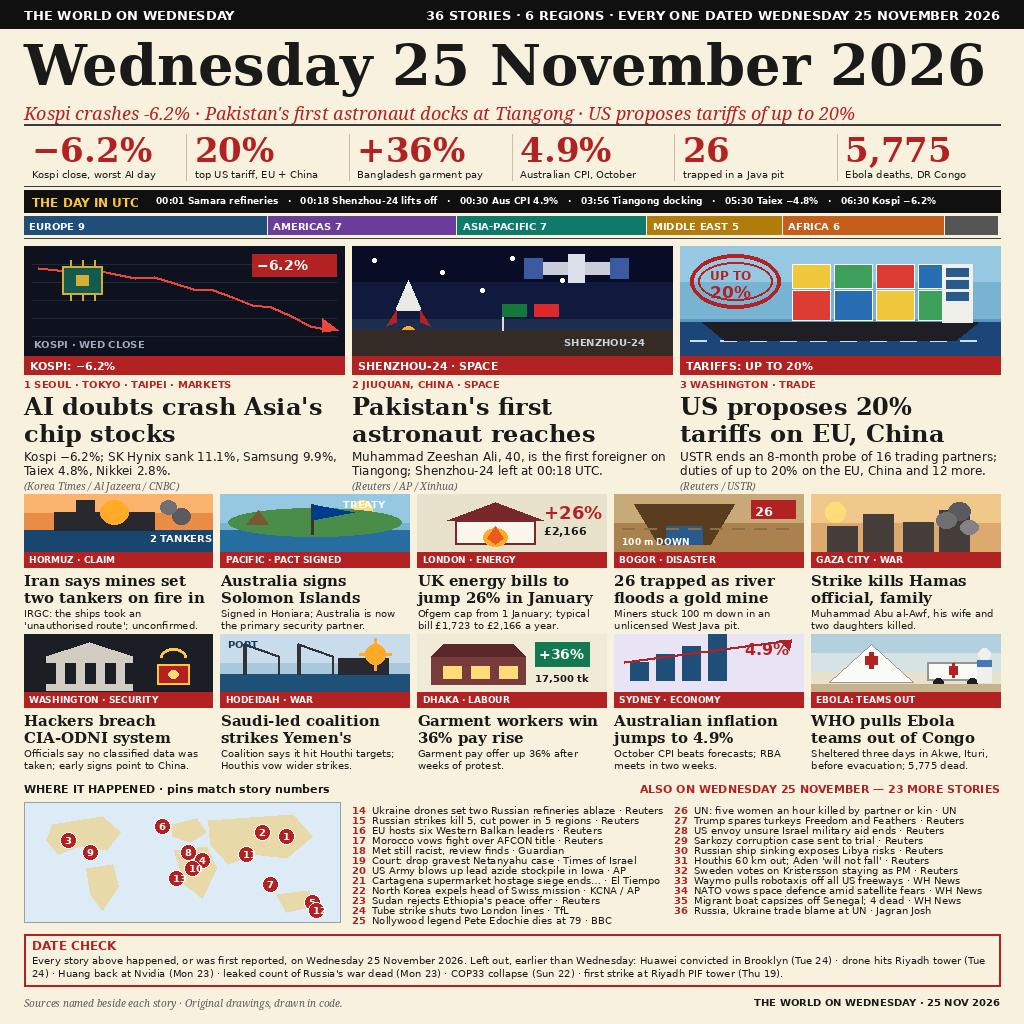 THE WORLD ON WEDNESDAY
36 STORIES · 6 REGIONS · EVERY ONE DATED WEDNESDAY 25 NOVEMBER 2026
Wednesday 25 November 2026
Kospi crashes -6.2% · Pakistan's first astronaut docks at Tiangong · US proposes tariffs of up to 20%
−6.2%
Kospi close, worst AI day
20%
top US tariff, EU + China
+36%
Bangladesh garment pay
4.9%
Australian CPI, October
26
trapped in a Java pit
5,775
Ebola deaths, DR Congo
THE DAY IN UTC
00:01 Samara refineries · 00:18 Shenzhou-24 lifts off · 00:30 Aus CPI 4.9% · 03:56 Tiangong docking · 05:30 Taiex −4.8% · 06:30 Kospi −6.2%
EUROPE 9
AMERICAS 7
ASIA-PACIFIC 7
MIDDLE EAST 5
AFRICA 6
−6.2%
KOSPI · WED CLOSE
KOSPI: −6.2%
1 SEOUL · TOKYO · TAIPEI · MARKETS
AI doubts crash Asia's
chip stocks
Kospi −6.2%; SK Hynix sank 11.1%, Samsung 9.9%,
Taiex 4.8%, Nikkei 2.8%.
(Korea Times / Al Jazeera / CNBC)
SHENZHOU-24
SHENZHOU-24 · SPACE
2 JIUQUAN, CHINA · SPACE
Pakistan's first
astronaut reaches
Muhammad Zeeshan Ali, 40, is the first foreigner on
Tiangong; Shenzhou-24 left at 00:18 UTC.
(Reuters / AP / Xinhua)
UP TO
20%
TARIFFS: UP TO 20%
3 WASHINGTON · TRADE
US proposes 20%
tariffs on EU, China
USTR ends an 8-month probe of 16 trading partners;
duties of up to 20% on the EU, China and 12 more.
(Reuters / USTR)
2 TANKERS
HORMUZ · CLAIM
Iran says mines set
two tankers on fire in
IRGC: the ships took an
'unauthorised route'; unconfirmed.
TREATY
PACIFIC · PACT SIGNED
Australia signs
Solomon Islands
Signed in Honiara; Australia is now
the primary security partner.
+26%
£2,166
LONDON · ENERGY
UK energy bills to
jump 26% in January
Ofgem cap from 1 January; typical
bill £1,723 to £2,166 a year.
26
100 m DOWN
BOGOR · DISASTER
26 trapped as river
floods a gold mine
Miners stuck 100 m down in an
unlicensed West Java pit.
GAZA CITY · WAR
Strike kills Hamas
official, family
Muhammad Abu al-Awf, his wife and
two daughters killed.
WASHINGTON · SECURITY
Hackers breach
CIA-ODNI system
Officials say no classified data was
taken; early signs point to China.
PORT
HODEIDAH · WAR
Saudi-led coalition
strikes Yemen's
Coalition says it hit Houthi targets;
Houthis vow wider strikes.
+36%
17,500 tk
DHAKA · LABOUR
Garment workers win
36% pay rise
Garment pay offer up 36% after
weeks of protest.
4.9%
SYDNEY · ECONOMY
Australian inflation
jumps to 4.9%
October CPI beats forecasts; RBA
meets in two weeks.
EBOLA: TEAMS OUT
WHO pulls Ebola
teams out of Congo
Sheltered three days in Akwe, Ituri,
before evacuation; 5,775 dead.
WHERE IT HAPPENED · pins match story numbers
3
9
6
8
4
2
1
7
ALSO ON WEDNESDAY 25 NOVEMBER — 23 MORE STORIES
14 Ukraine drones set two Russian refineries ablaze · Reuters
15 Russian strikes kill 5, cut power in 5 regions · Reuters
16 EU hosts six Western Balkan leaders · Reuters
17 Morocco vows fight over AFCON title · Reuters
18 Met still racist, review finds · Guardian
19 Court: drop gravest Netanyahu case · Times of Israel
20 US Army blows up lead azide stockpile in Iowa · AP
21 Cartagena supermarket hostage siege ends... · El Tiempo
22 North Korea expels head of Swiss mission · KCNA / AP
23 Sudan rejects Ethiopia's peace offer · Reuters
24 Tube strike shuts two London lines · TfL
25 Nollywood legend Pete Edochie dies at 79 · BBC
26 UN: five women an hour killed by partner or kin · UN
27 Trump spares turkeys Freedom and Feathers · Reuters
28 US envoy unsure Israel military aid ends · Reuters
29 Sarkozy corruption case sent to trial · Reuters
30 Russian ship sinking exposes Libya risks · Reuters
31 Houthis 60 km out; Aden 'will not fall' · Reuters
32 Sweden votes on Kristersson staying as PM · Reuters
33 Waymo pulls robotaxis off all US freeways · WH News
34 NATO vows space defence amid satellite fears · WH News
35 Migrant boat capsizes off Senegal; 4 dead · WH News
36 Russia, Ukraine trade blame at UN · Jagran Josh
DATE CHECK
Every story above happened, or was first reported, on Wednesday 25 November 2026. Left out, earlier than Wednesday: Huawei convicted in Brooklyn (Tue 24) · drone hits Riyadh tower (Tue
24) · Huang back at Nvidia (Mon 23) · leaked count of Russia's war dead (Mon 23) · COP33 collapse (Sun 22) · first strike at Riyadh PIF tower (Thu 19).
Sources named beside each story · Original drawings, drawn in code.
THE WORLD ON WEDNESDAY · 25 NOV 2026